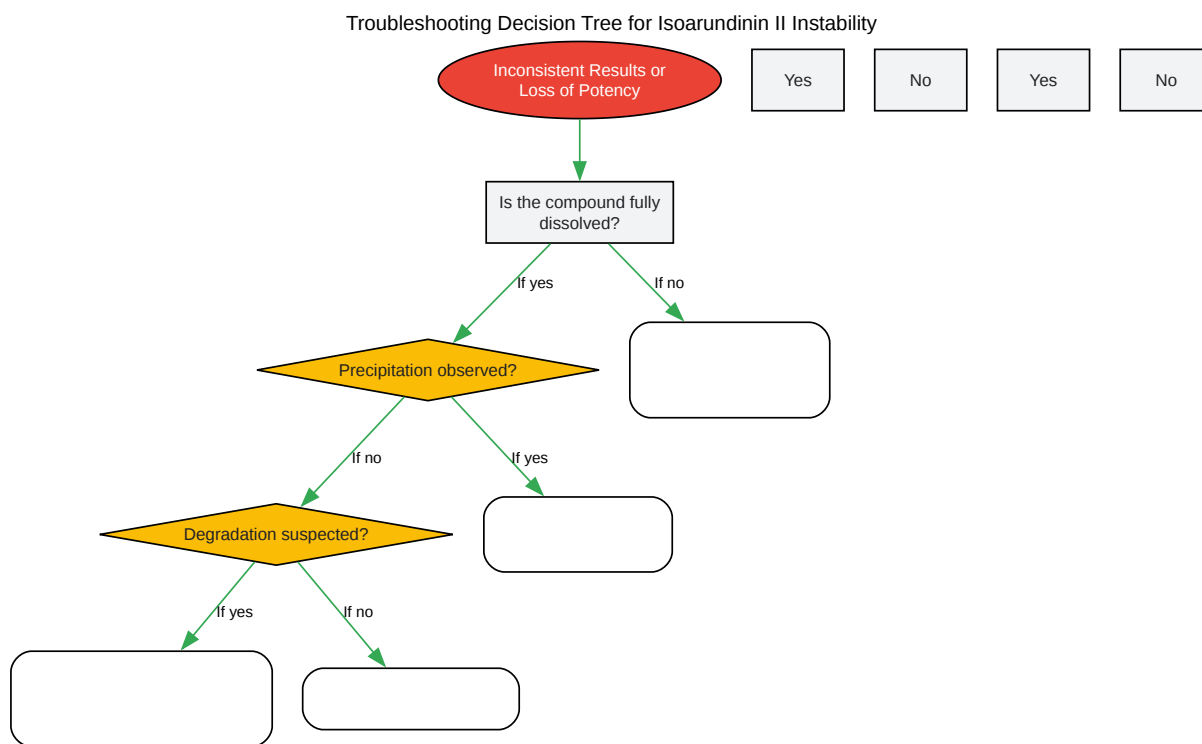 Troubleshooting Decision Tree for Isoarundinin II Instability
Inconsistent Results or
Loss of Potency
Yes
No
Yes
No
Is the compound fully
dissolved?
If yes
If no
Precipitation observed?
If no
If yes
Degradation suspected?
If yes
If no